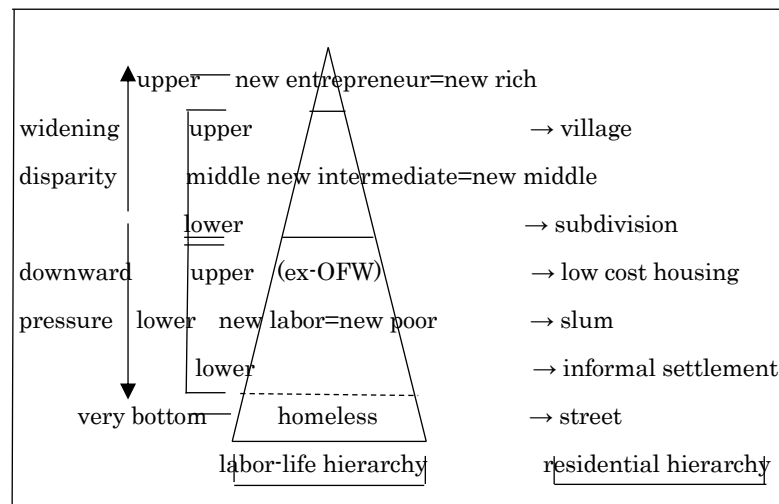 upper new entrepreneur=new rich
widening upper → village
disparity middle new intermediate=new middle
lower → subdivision
downward upper (ex-OFW) → low cost housing
pressure lower new labor=new poor → slum
lower → informal settlement
very bottom homeless → street
labor-life hierarchy residential hierarchy